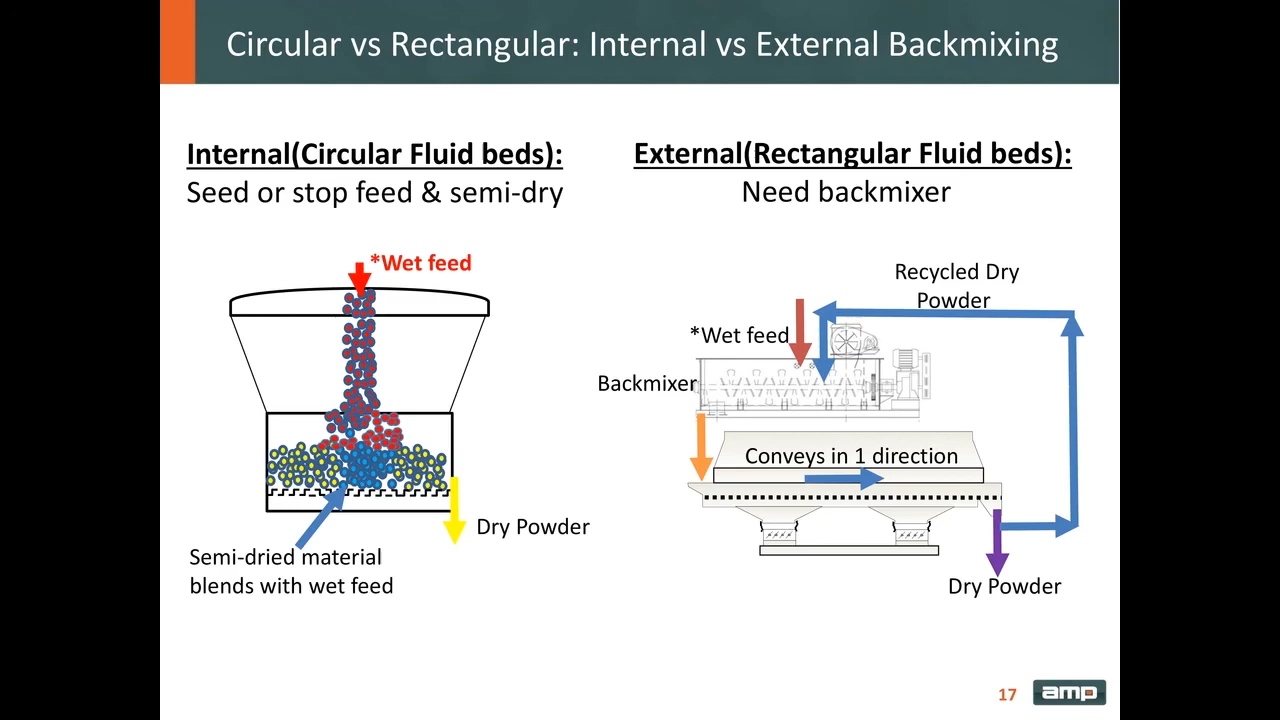 Circular vs Rectangular: Internal vs External Backmixing
Internal(Circular Fluid beds):
Seed or stop feed & semi-dry
*Wet feed
Dry Powder
Semi-dried material
blends with wet feed
External(Rectangular Fluid beds):
Need backmixer
Recycled Dry
Powder
*Wet feed
Backmixer
Conveys in 1 direction
Dry Powder
17
amp